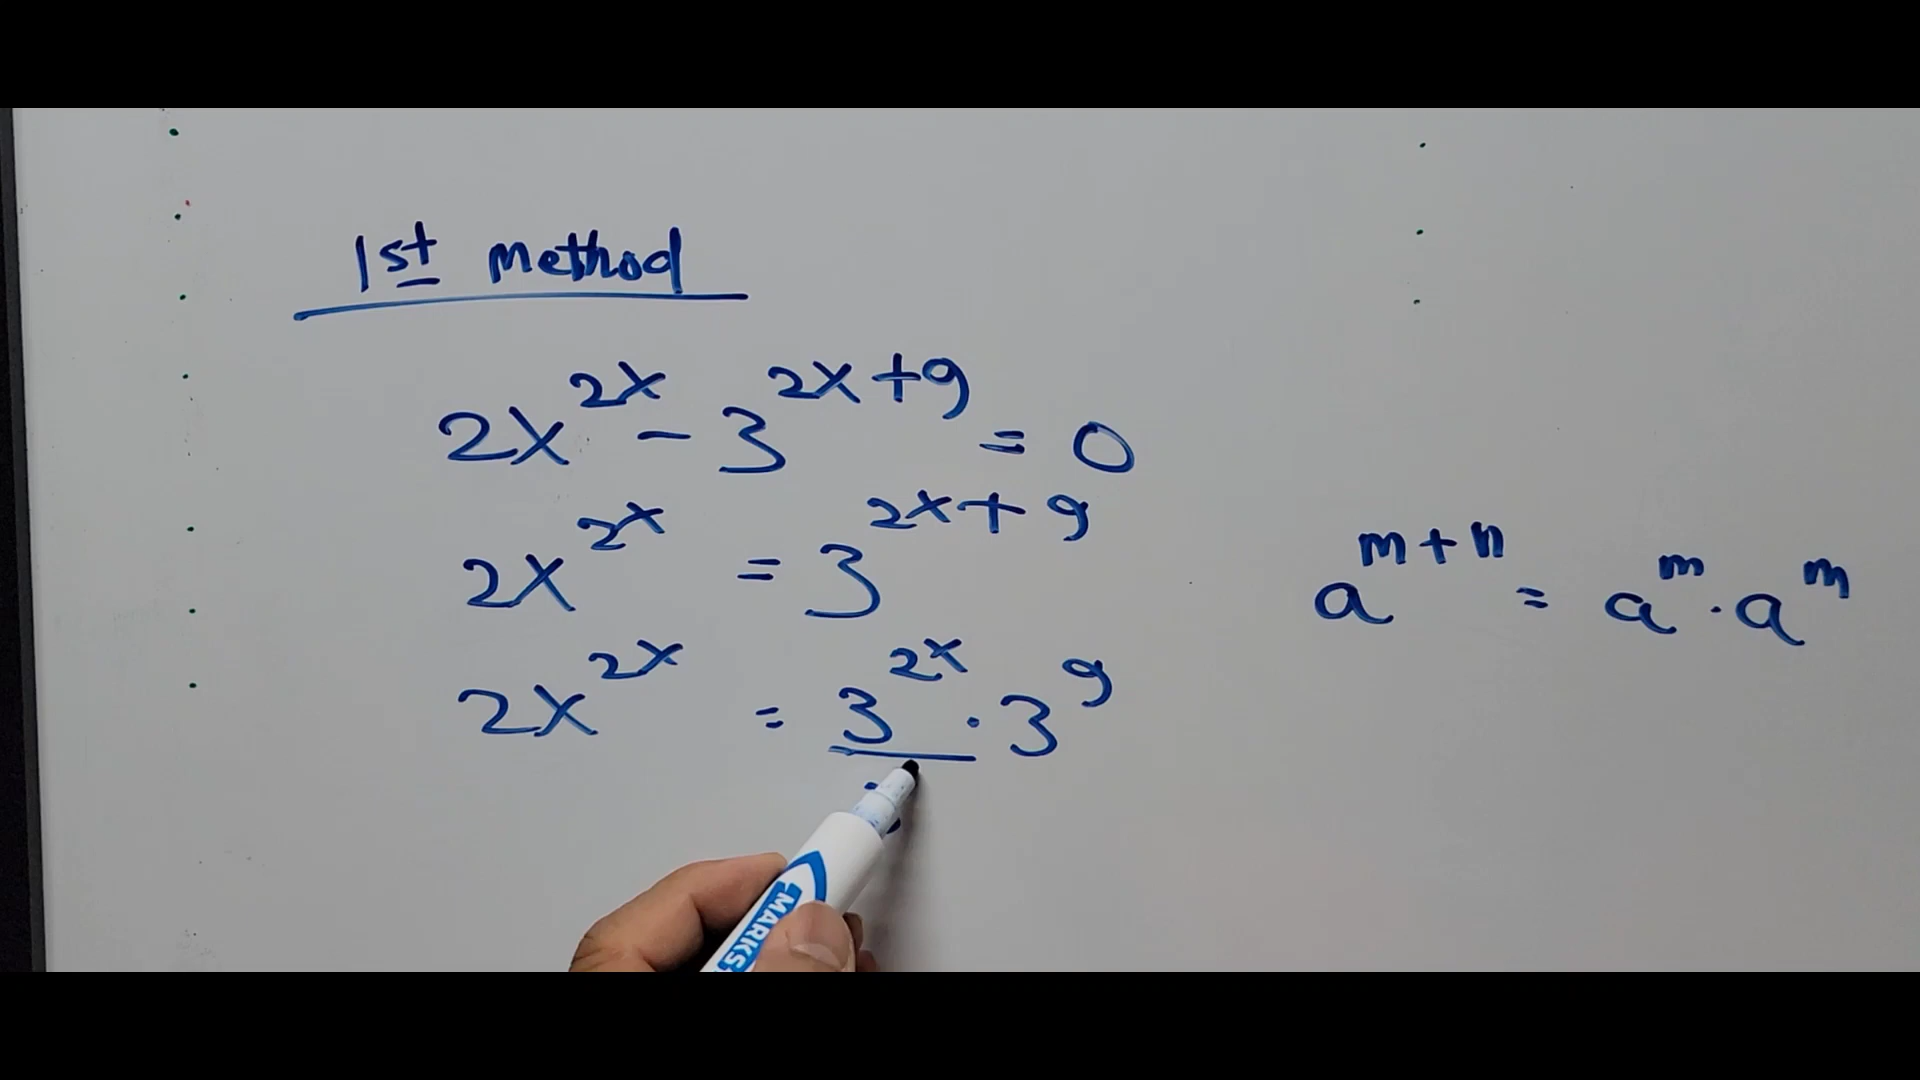 1st method
2x^{2x} - 3^{2x+9} = 0
2x^{2x} = 3^{2x+9}
a^{m+n} = a^m · a^m
2x^{2x} = 3^{2x} · 3^9
MARKS